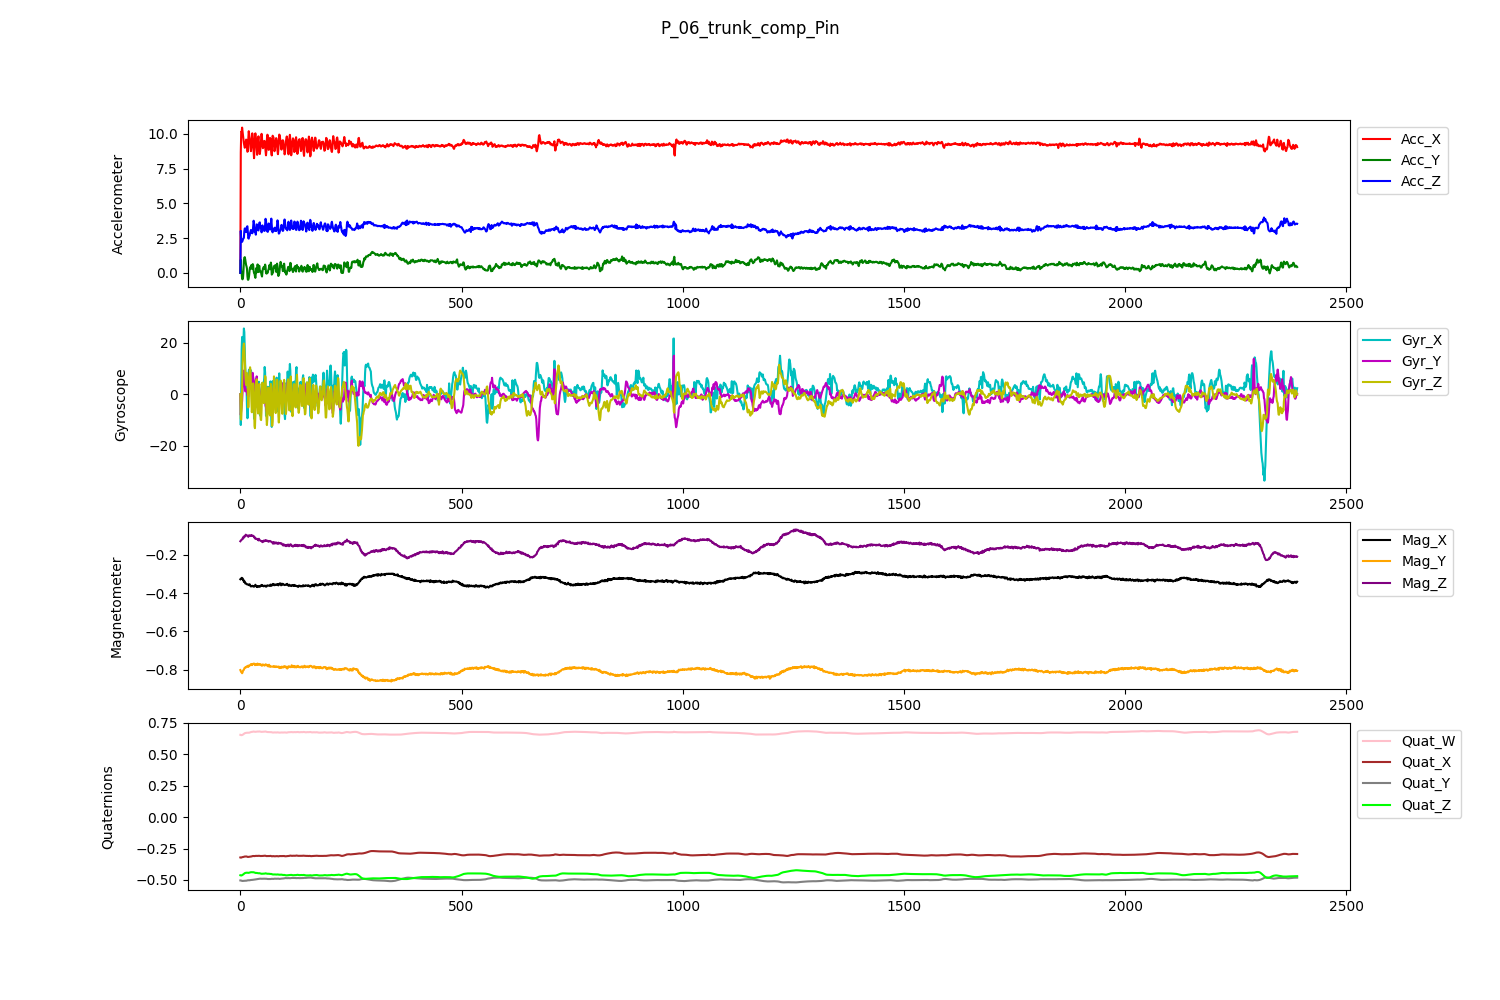 P_06_trunk_comp_Pin
Accelerometer
10.0
7.5
5.0
2.5
0.0
0 500 1000 1500 2000 2500
Acc_X
Acc_Y
Acc_Z
Gyroscope
20
0
−20
0 500 1000 1500 2000 2500
Gyr_X
Gyr_Y
Gyr_Z
Magnetometer
−0.2
−0.4
−0.6
−0.8
0 500 1000 1500 2000 2500
Mag_X
Mag_Y
Mag_Z
Quaternions
0.75
0.50
0.25
0.00
−0.25
−0.50
0 500 1000 1500 2000 2500
Quat_W
Quat_X
Quat_Y
Quat_Z